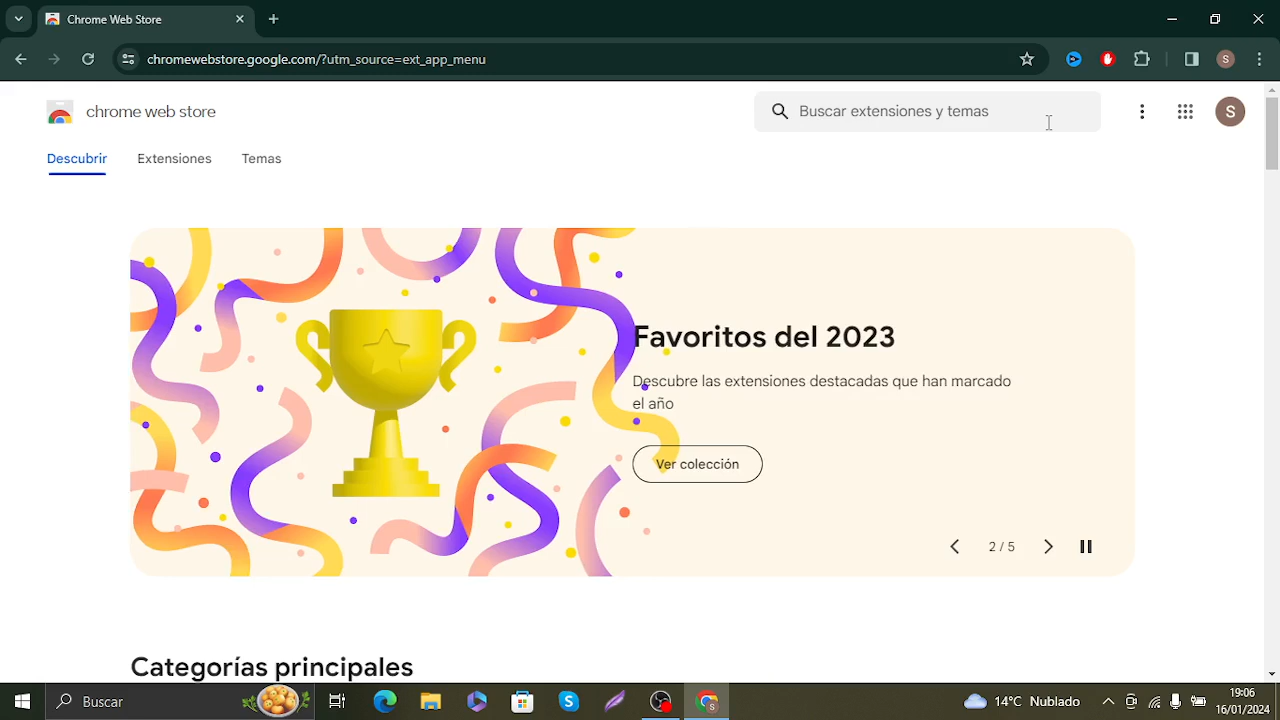 Chrome Web Store
chromewebstore.google.com/?utm_source=ext_app_menu
S
chrome web store
Buscar extensiones y temas
S
Descubrir
Extensiones
Temas
Favoritos del 2023
Descubre las extensiones destacadas que han marcado
el año
Ver colección
2 / 5
Categorías principales
Buscar
14°C Nublado
19:06
16/01/2024